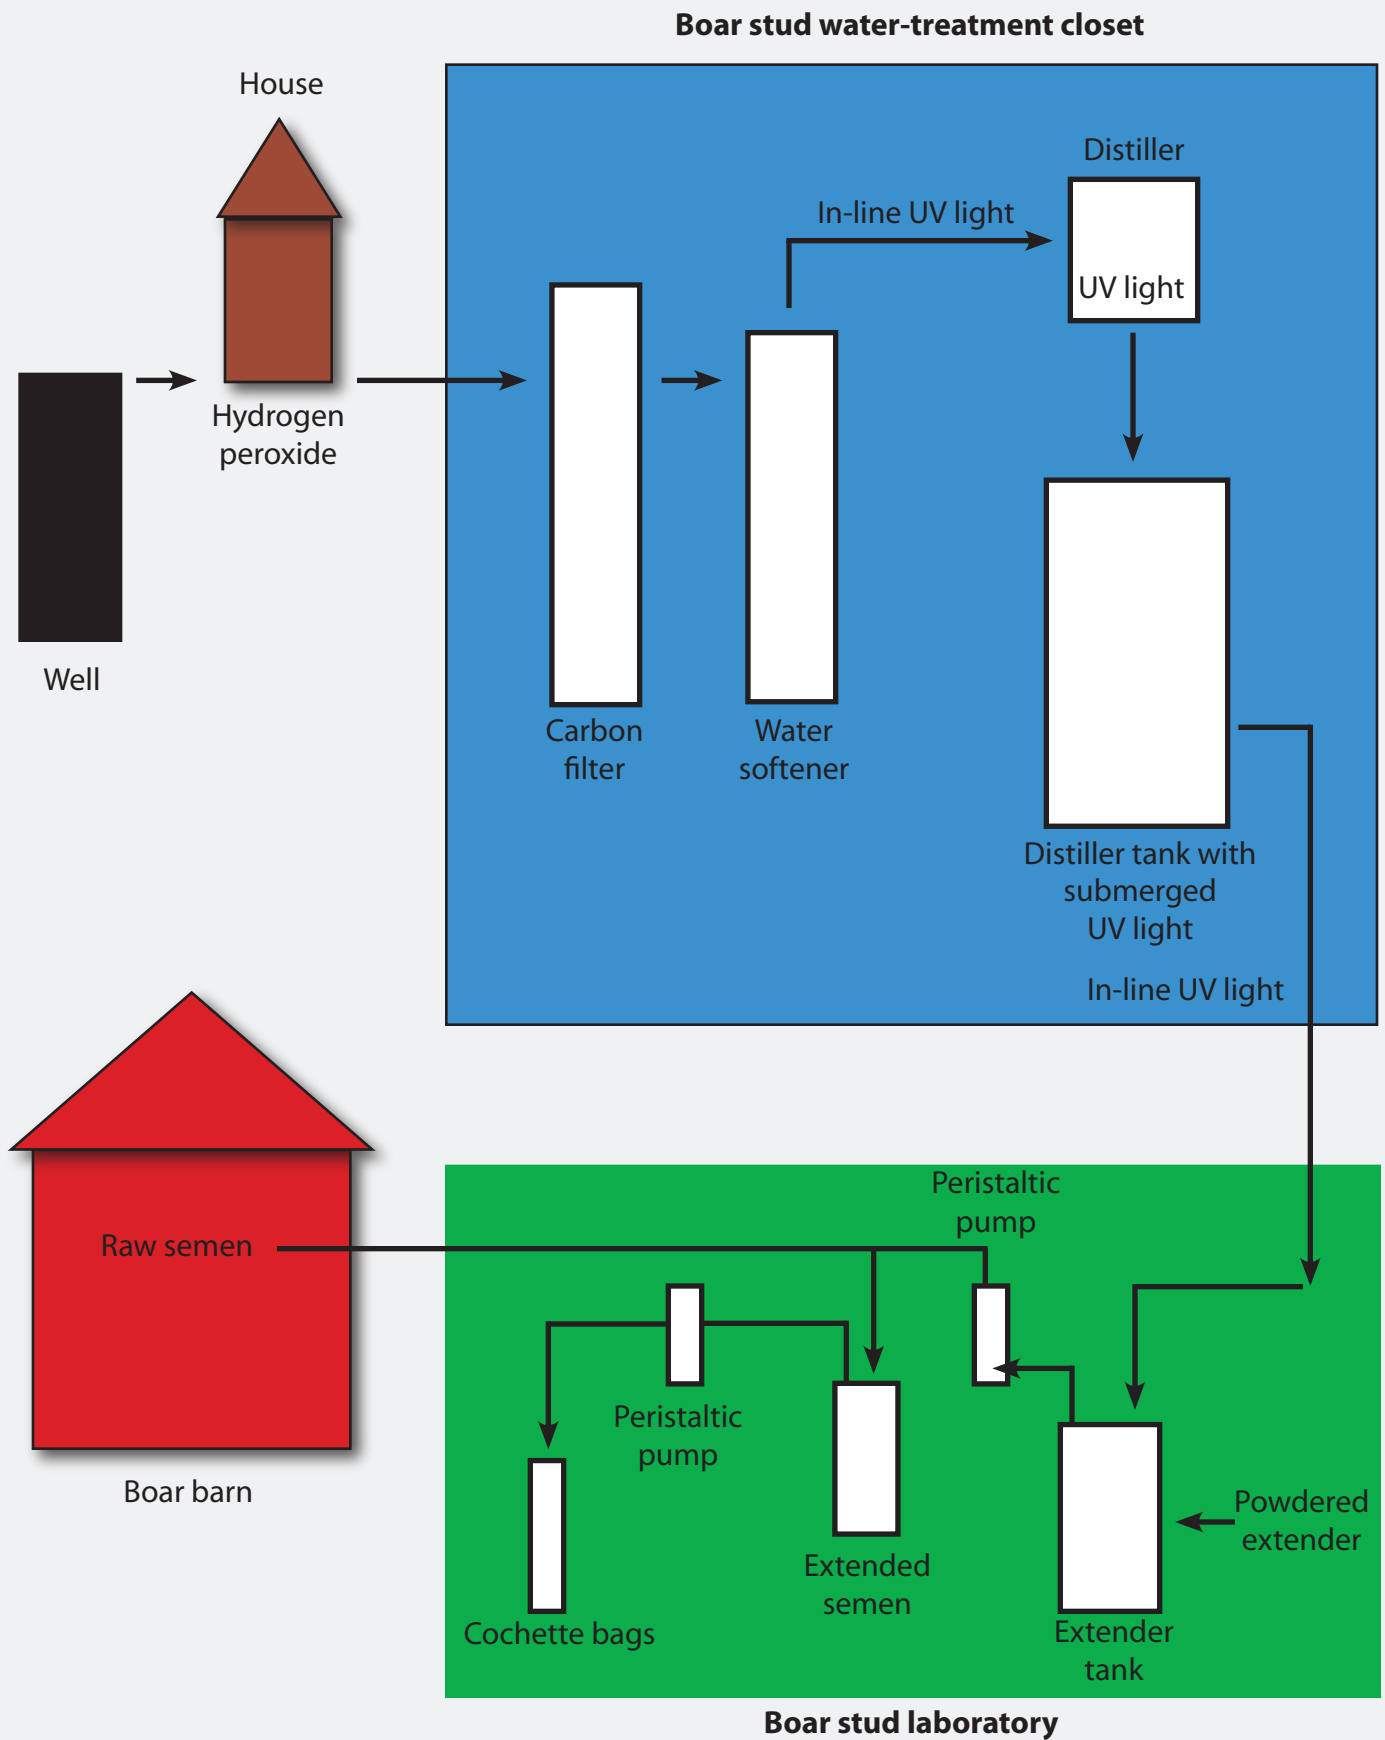 Boar stud water-treatment closet
House
Hydrogen
peroxide
Well
Distiller
In-line UV light
UV light
Carbon
filter
Water
softener
Distiller tank with
submerged
UV light
In-line UV light
Raw semen
Boar barn
Peristaltic
pump
Peristaltic
pump
Powdered
extender
Extended
semen
Cochette bags
Extender
tank
Boar stud laboratory